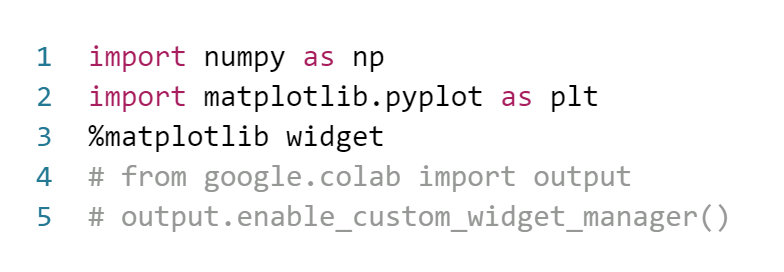 1 import numpy as np
2 import matplotlib.pyplot as plt
3 %matplotlib widget
4 # from google.colab import output
5 # output.enable_custom_widget_manager()